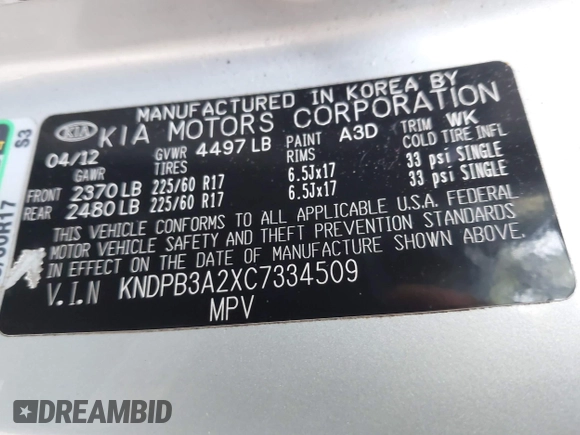 MANUFACTURED IN KOREA BY
KIA KIA MOTORS CORPORATION
04/12 GVWR 4497 LB PAINT A3D TRIM WK
GAWR TIRES RIMS COLD TIRE INFL
FRONT 2370 LB 225/60 R17 6.5Jx17 33 psi SINGLE
REAR 2480 LB 225/60 R17 6.5Jx17 33 psi SINGLE
THIS VEHICLE CONFORMS TO ALL APPLICABLE U.S.A. FEDERAL
MOTOR VEHICLE SAFETY AND THEFT PREVENTION STANDARDS
IN EFFECT ON THE DATE OF MANUFACTURE SHOWN ABOVE.
V.I.N KNDPB3A2XC7334509
MPV
S3
DREAMBID